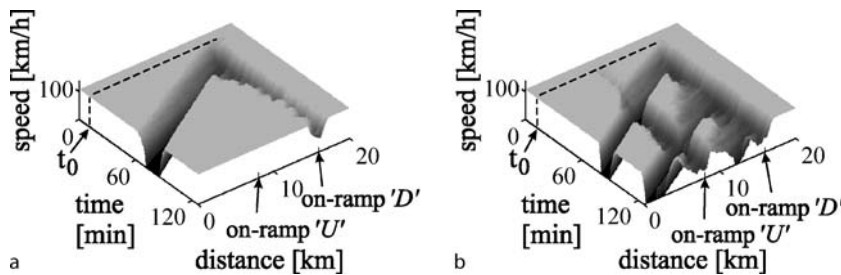 speed [km/h]
100
0
t0
60
time
[min]
120
0
10
20
on-ramp 'D'
on-ramp 'U'
distance [km]
a
speed [km/h]
100
0
t0
60
time
[min]
120
0
10
20
on-ramp 'D'
on-ramp 'U'
distance [km]
b